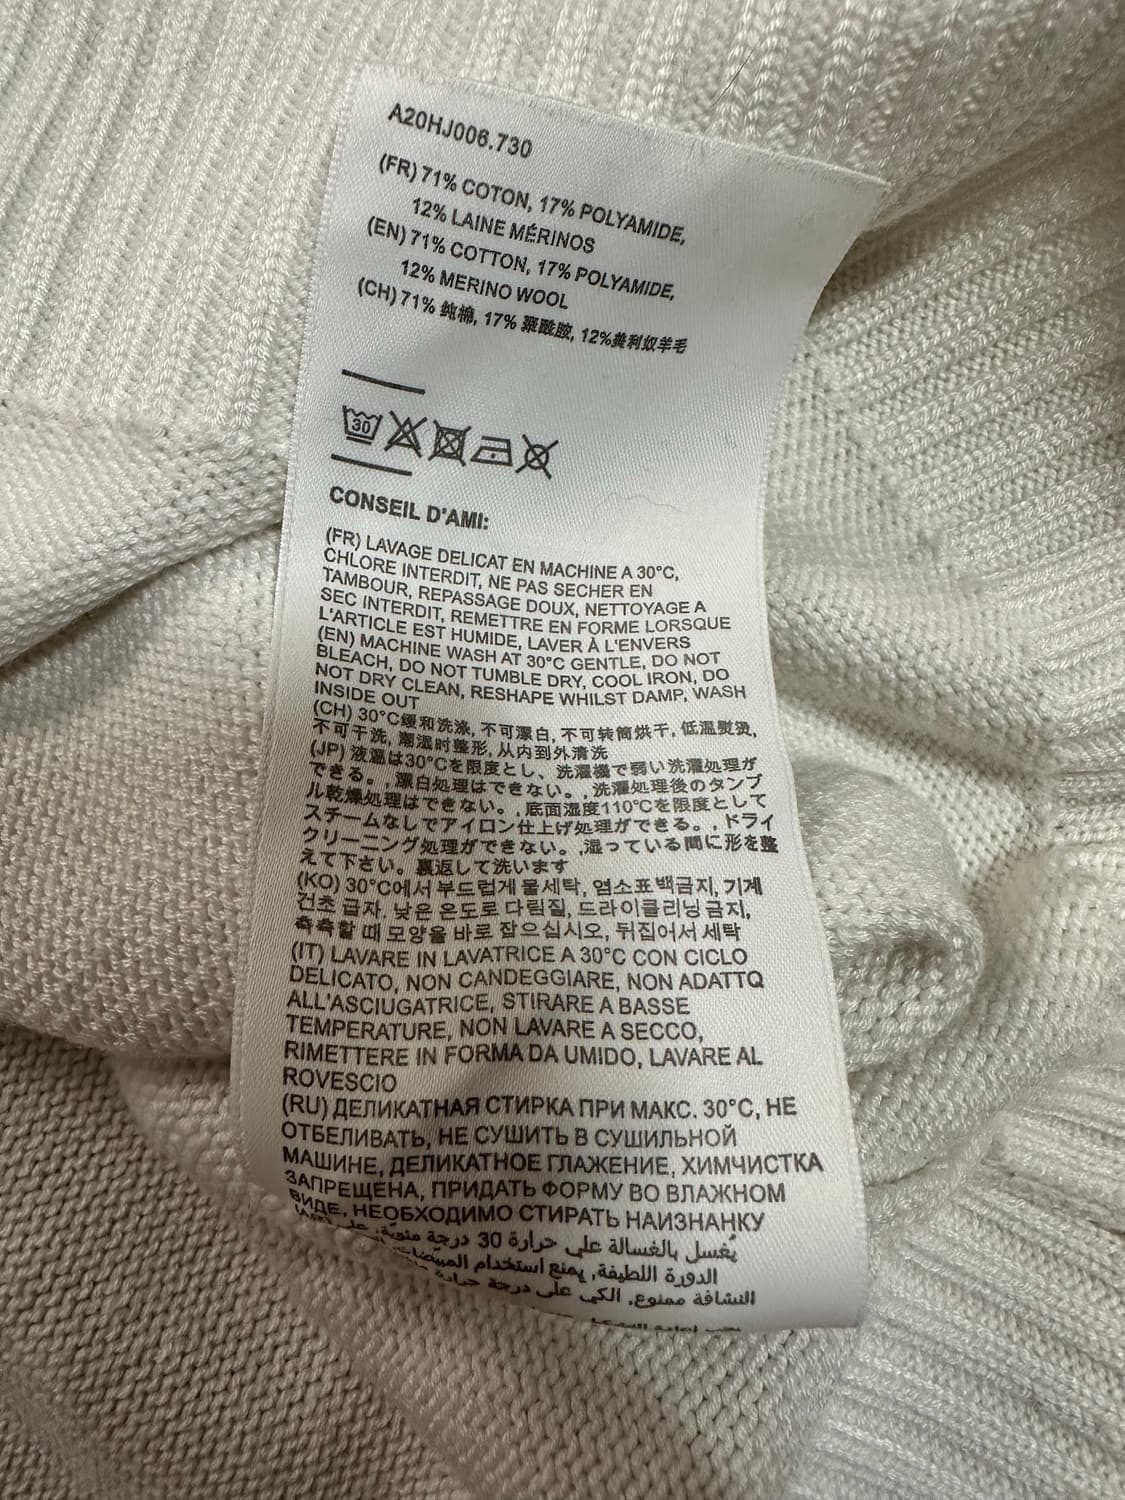 A20HJ006.730
(FR) 71% COTON, 17% POLYAMIDE,
12% LAINE MÉRINOS
(EN) 71% COTTON, 17% POLYAMIDE,
12% MERINO WOOL
(CH) 71% 纯棉, 17% 聚酰胺, 12%美利奴羊毛
30
CONSEIL D'AMI:
(FR) LAVAGE DELICAT EN MACHINE A 30°C,
CHLORE INTERDIT, NE PAS SECHER EN
TAMBOUR, REPASSAGE DOUX, NETTOYAGE A
SEC INTERDIT, REMETTRE EN FORME LORSQUE
L'ARTICLE EST HUMIDE, LAVER À L'ENVERS
(EN) MACHINE WASH AT 30°C GENTLE, DO NOT
BLEACH, DO NOT TUMBLE DRY, COOL IRON, DO
NOT DRY CLEAN, RESHAPE WHILST DAMP, WASH
INSIDE OUT
(CH) 30°C缓和洗涤, 不可漂白, 不可转筒烘干, 低温熨烫,
不可干洗, 潮湿时整形, 从内到外清洗
(JP) 液温は30°Cを限度とし、洗濯機で弱い洗濯処理が
できる。, 漂白処理はできない。, 洗濯処理後のタンブ
ル乾燥処理はできない。, 底面温度110℃を限度として
スチームなしでアイロン仕上げ処理ができる。, ドライ
クリーニング処理ができない。,湿っている間に形を整
えて下さい。裏返して洗います
(KO) 30°C에서 부드럽게 물세탁, 염소표백금지, 기계
건초 급자. 낮은 온도로 다림질, 드라이클리닝 금지,
축축할 때 모양을 바로 잡으십시오, 뒤집어서 세탁
(IT) LAVARE IN LAVATRICE A 30°C CON CICLO
DELICATO, NON CANDEGGIARE, NON ADATTO
ALL'ASCIUGATRICE, STIRARE A BASSE
TEMPERATURE, NON LAVARE A SECCO,
RIMETTERE IN FORMA DA UMIDO, LAVARE AL
ROVESCIO
(RU) ДЕЛИКАТНАЯ СТИРКА ПРИ МАКС. 30°C, НЕ
ОТБЕЛИВАТЬ, НЕ СУШИТЬ В СУШИЛЬНОЙ
МАШИНЕ, ДЕЛИКАТНОЕ ГЛАЖЕНИЕ, ХИМЧИСТКА
ЗАПРЕЩЕНА, ПРИДАТЬ ФОРМУ ВО ВЛАЖНОМ
ВИДЕ, НЕОБХОДИМО СТИРАТЬ НАИЗНАНКУ
يُغسل بالغسالة على حرارة 30 درجة مئويّة، على
الدورة اللطيفة، يمنع استخدام المبيّضات
النشافة ممنوع، الكي على درجة حرارة